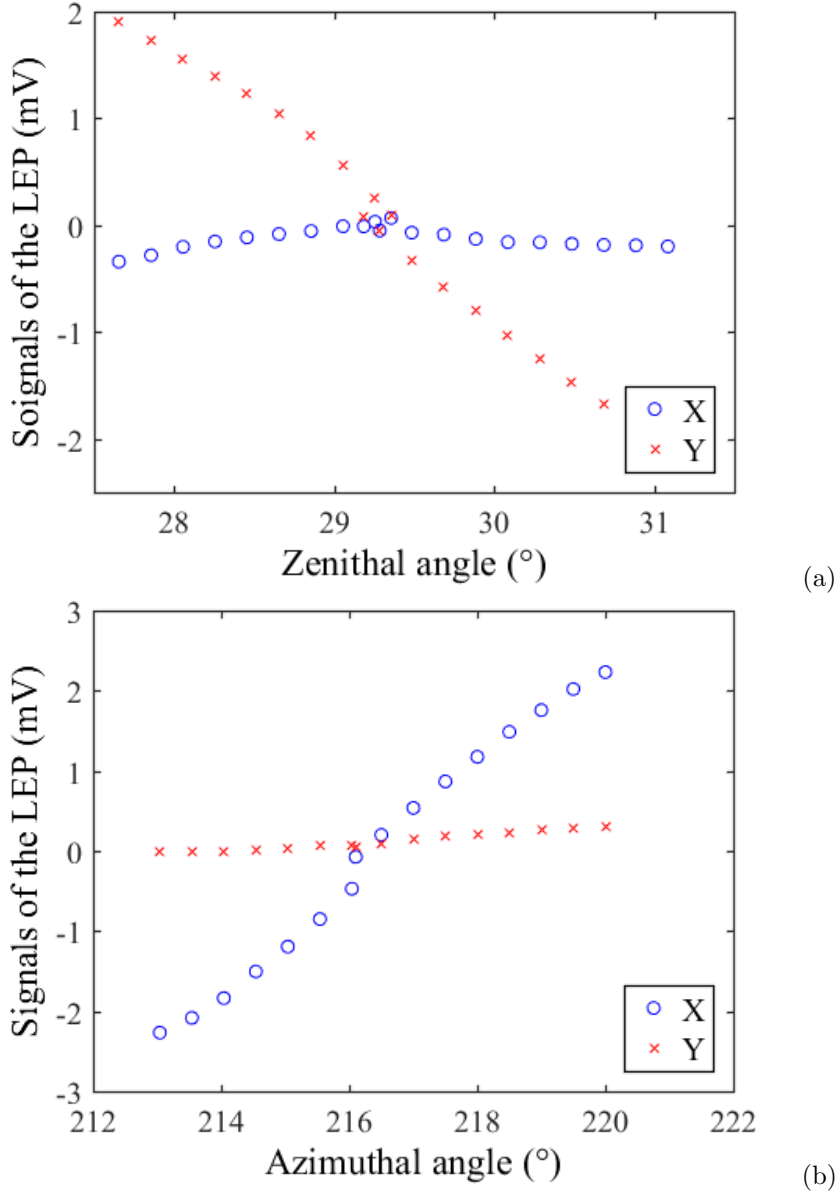 2
1
0
-1
-2
Soignals of the LEP (mV)
X
Y
28 29 30 31
Zenithal angle (°)
(a)
3
2
1
0
-1
-2
-3
Signals of the LEP (mV)
X
Y
212 214 216 218 220 222
Azimuthal angle (°)
(b)